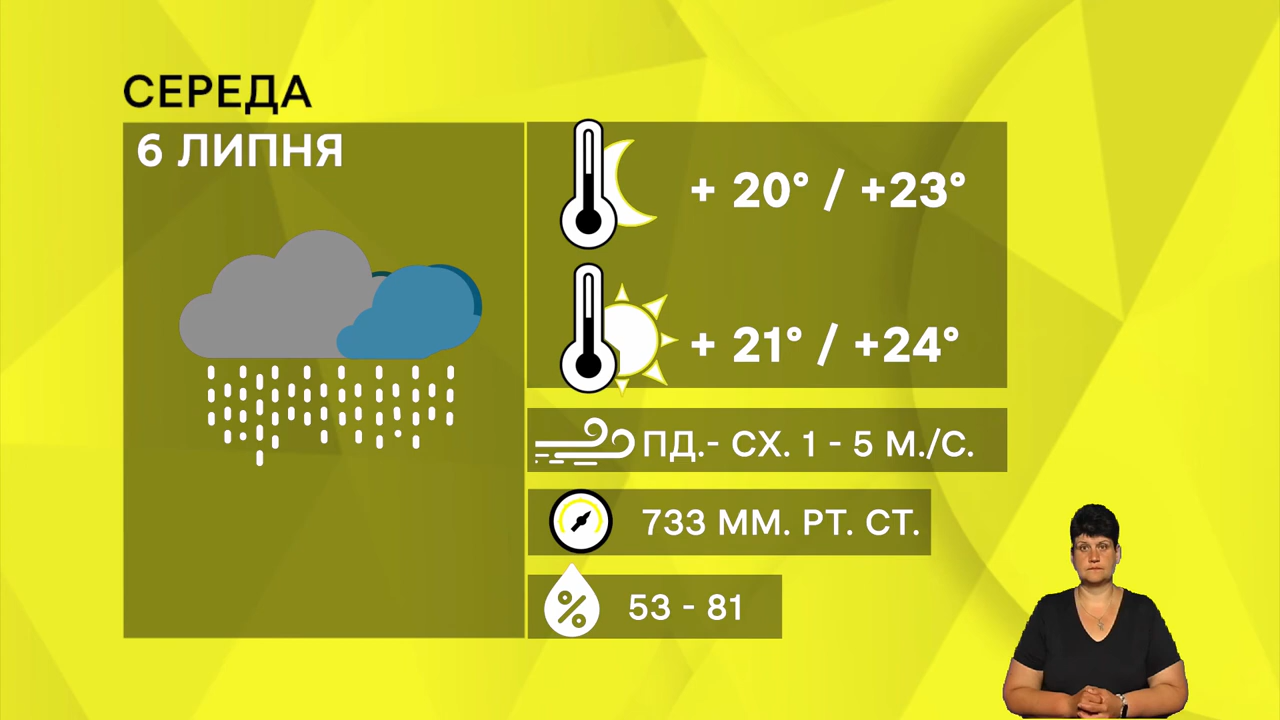 СЕРЕДА
6 ЛИПНЯ
+ 20° / +23°
+ 21° / +24°
ПД.- СХ. 1 - 5 М./С.
733 ММ. РТ. СТ.
% 53 - 81